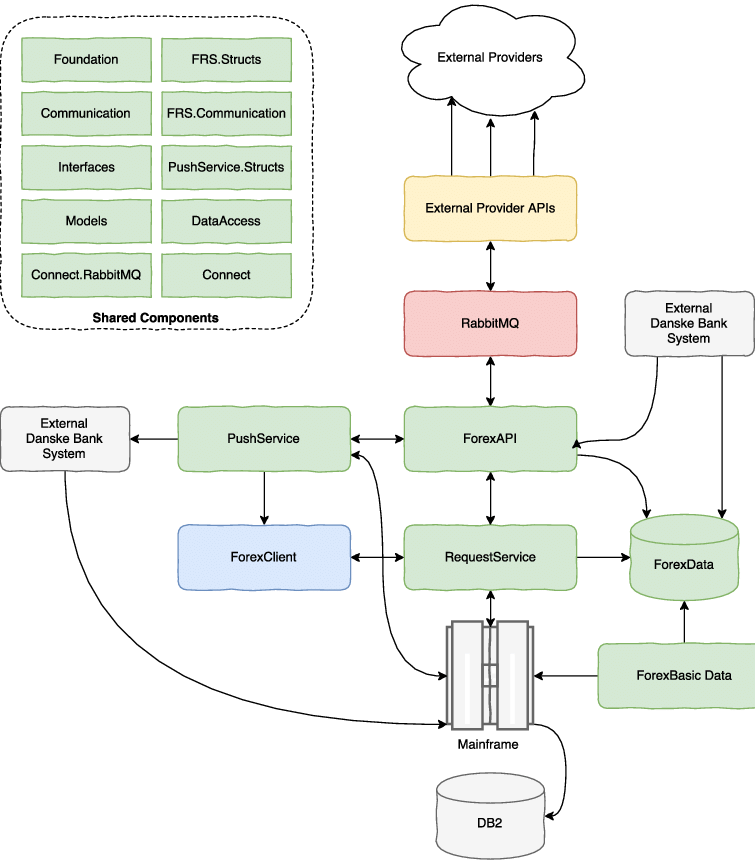 External Providers
Foundation
FRS.Structs
Communication
FRS.Communication
Interfaces
PushService.Structs
Models
DataAccess
Connect.RabbitMQ
Connect
Shared Components
External Provider APIs
RabbitMQ
External
Danske Bank
System
External
Danske Bank
System
PushService
ForexAPI
ForexClient
RequestService
ForexData
ForexBasic Data
Mainframe
DB2